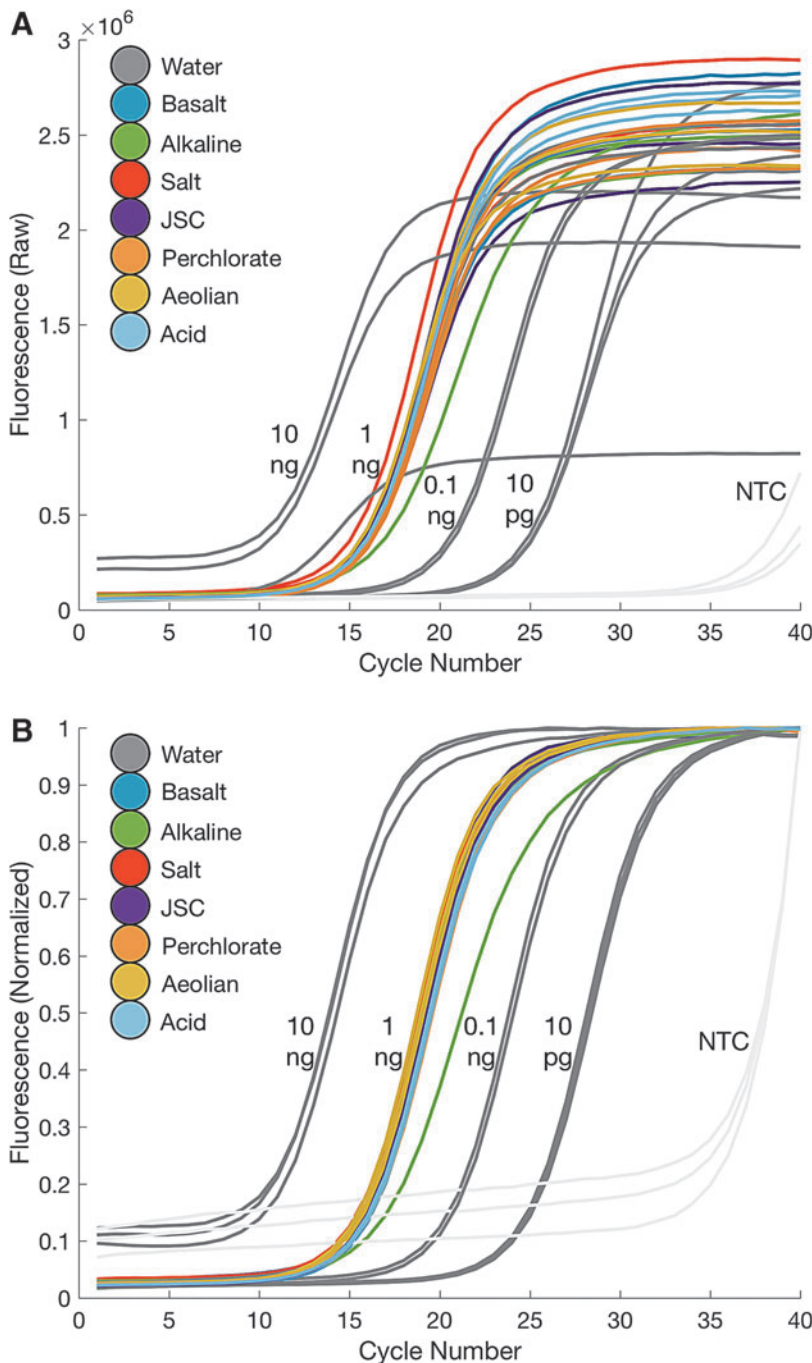 A
×10⁶
3
2.5
2
1.5
1
0.5
0
Fluorescence (Raw)
Water
Basalt
Alkaline
Salt
JSC
Perchlorate
Aeolian
Acid
10
ng
1
ng
0.1
ng
10
pg
NTC
0 5 10 15 20 25 30 35 40
Cycle Number
B
1
0.9
0.8
0.7
0.6
0.5
0.4
0.3
0.2
0.1
0
Fluorescence (Normalized)
Water
Basalt
Alkaline
Salt
JSC
Perchlorate
Aeolian
Acid
10
ng
1
ng
0.1
ng
10
pg
NTC
0 5 10 15 20 25 30 35 40
Cycle Number